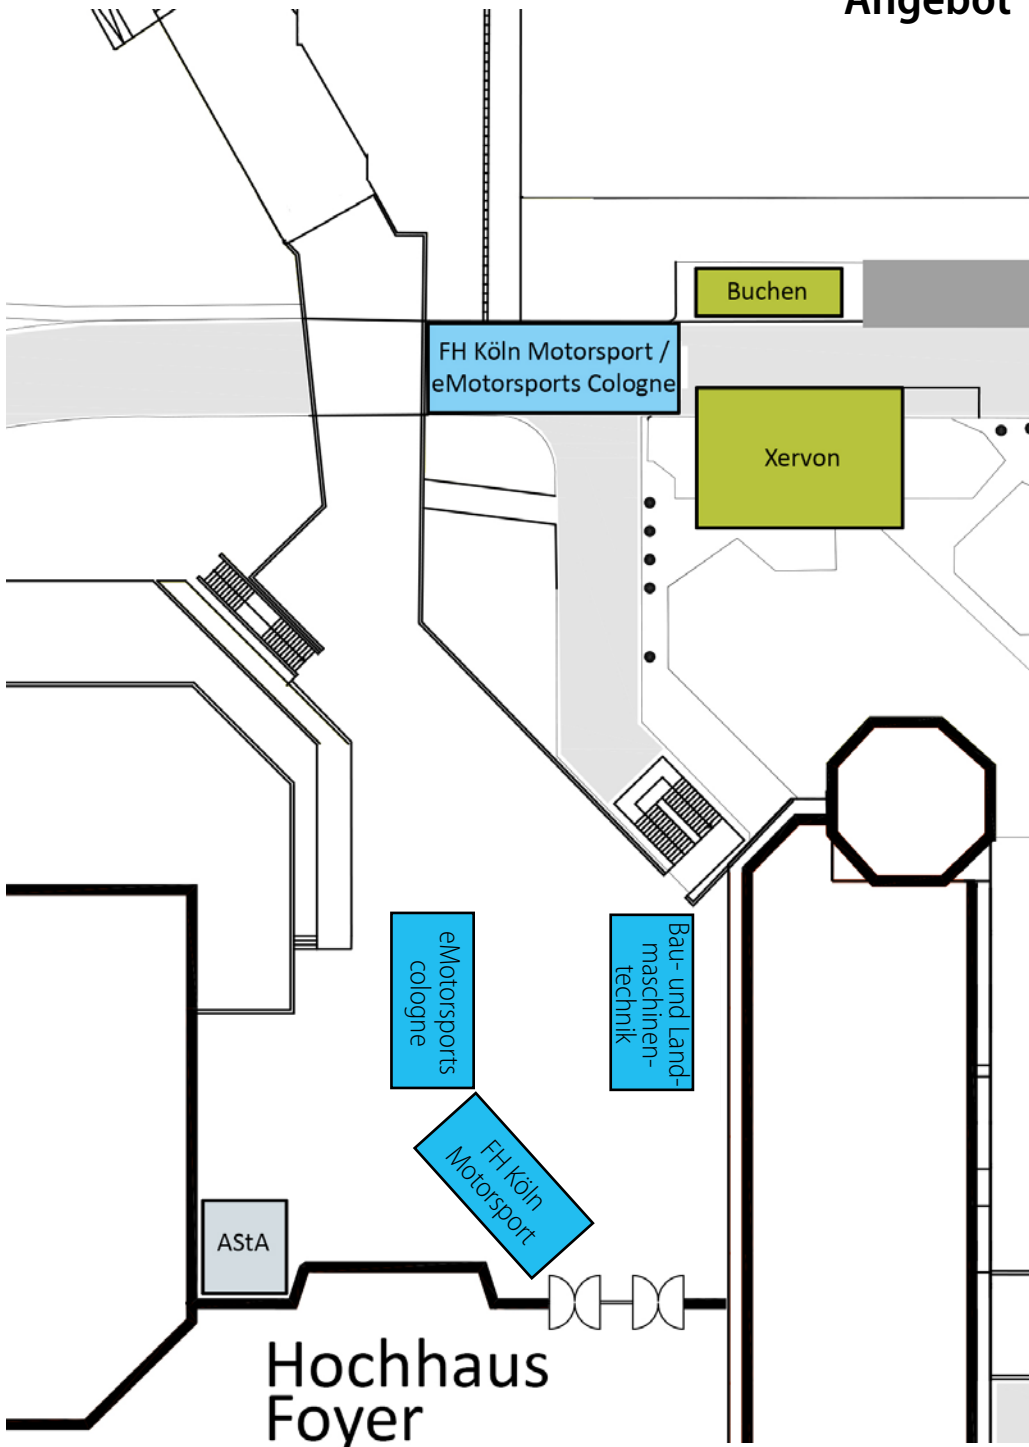 Angebot
Buchen
FH Köln Motorsport /
eMotorsports Cologne
Xervon
eMotorsports
cologne
Bau- und Land-
maschinen-
technik
FH Köln
Motorsport
AStA
Hochhaus
Foyer